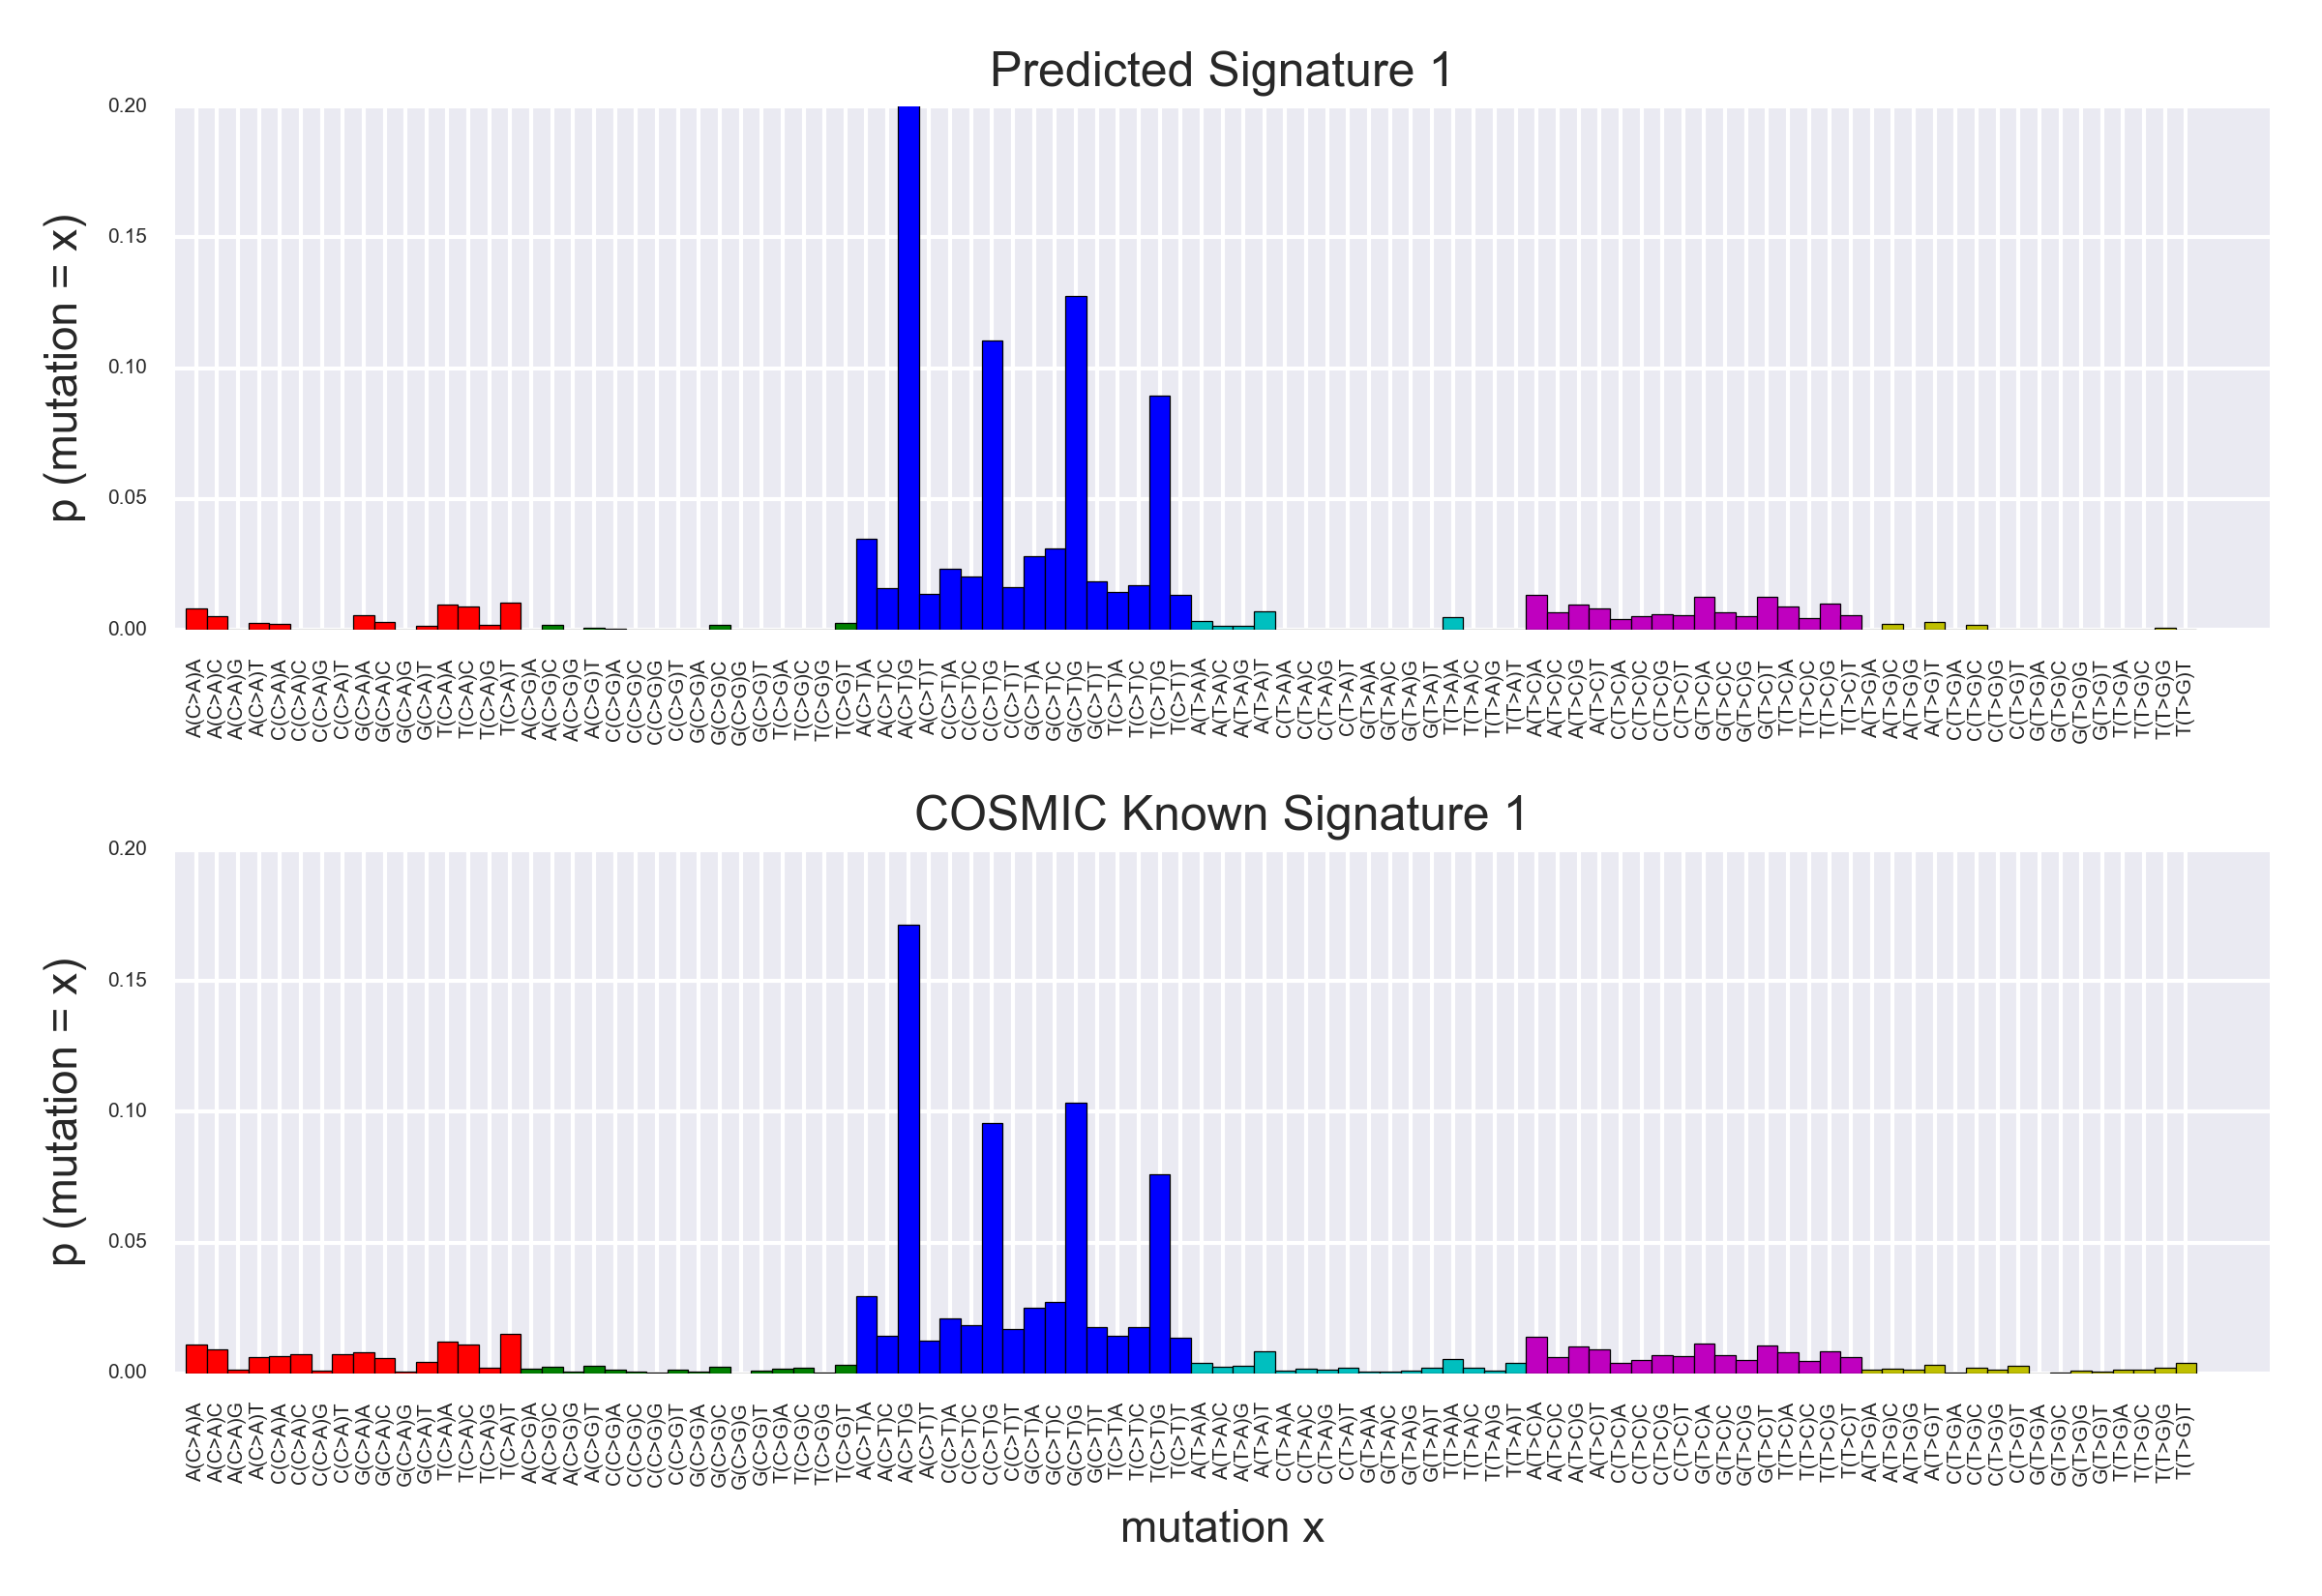 Predicted Signature 1
p (mutation = x)
0.20
0.15
0.10
0.05
0.00
A(C>A)A A(C>A)C A(C>A)G A(C>A)T C(C>A)A C(C>A)C C(C>A)G C(C>A)T G(C>A)A G(C>A)C G(C>A)G G(C>A)T T(C>A)A T(C>A)C T(C>A)G T(C>A)T A(C>G)A A(C>G)C A(C>G)G A(C>G)T C(C>G)A C(C>G)C C(C>G)G C(C>G)T G(C>G)A G(C>G)C G(C>G)G G(C>G)T T(C>G)A T(C>G)C T(C>G)G T(C>G)T A(C>T)A A(C>T)C A(C>T)G A(C>T)T C(C>T)A C(C>T)C C(C>T)G C(C>T)T G(C>T)A G(C>T)C G(C>T)G G(C>T)T T(C>T)A T(C>T)C T(C>T)G T(C>T)T A(T>A)A A(T>A)C A(T>A)G A(T>A)T C(T>A)A C(T>A)C C(T>A)G C(T>A)T G(T>A)A G(T>A)C G(T>A)G G(T>A)T T(T>A)A T(T>A)C T(T>A)G T(T>A)T A(T>C)A A(T>C)C A(T>C)G A(T>C)T C(T>C)A C(T>C)C C(T>C)G C(T>C)T G(T>C)A G(T>C)C G(T>C)G G(T>C)T T(T>C)A T(T>C)C T(T>C)G T(T>C)T A(T>G)A A(T>G)C A(T>G)G A(T>G)T C(T>G)A C(T>G)C C(T>G)G C(T>G)T G(T>G)A G(T>G)C G(T>G)G G(T>G)T T(T>G)A T(T>G)C T(T>G)G T(T>G)T
COSMIC Known Signature 1
p (mutation = x)
0.20
0.15
0.10
0.05
0.00
A(C>A)A A(C>A)C A(C>A)G A(C>A)T C(C>A)A C(C>A)C C(C>A)G C(C>A)T G(C>A)A G(C>A)C G(C>A)G G(C>A)T T(C>A)A T(C>A)C T(C>A)G T(C>A)T A(C>G)A A(C>G)C A(C>G)G A(C>G)T C(C>G)A C(C>G)C C(C>G)G C(C>G)T G(C>G)A G(C>G)C G(C>G)G G(C>G)T T(C>G)A T(C>G)C T(C>G)G T(C>G)T A(C>T)A A(C>T)C A(C>T)G A(C>T)T C(C>T)A C(C>T)C C(C>T)G C(C>T)T G(C>T)A G(C>T)C G(C>T)G G(C>T)T T(C>T)A T(C>T)C T(C>T)G T(C>T)T A(T>A)A A(T>A)C A(T>A)G A(T>A)T C(T>A)A C(T>A)C C(T>A)G C(T>A)T G(T>A)A G(T>A)C G(T>A)G G(T>A)T T(T>A)A T(T>A)C T(T>A)G T(T>A)T A(T>C)A A(T>C)C A(T>C)G A(T>C)T C(T>C)A C(T>C)C C(T>C)G C(T>C)T G(T>C)A G(T>C)C G(T>C)G G(T>C)T T(T>C)A T(T>C)C T(T>C)G T(T>C)T A(T>G)A A(T>G)C A(T>G)G A(T>G)T C(T>G)A C(T>G)C C(T>G)G C(T>G)T G(T>G)A G(T>G)C G(T>G)G G(T>G)T T(T>G)A T(T>G)C T(T>G)G T(T>G)T
mutation x